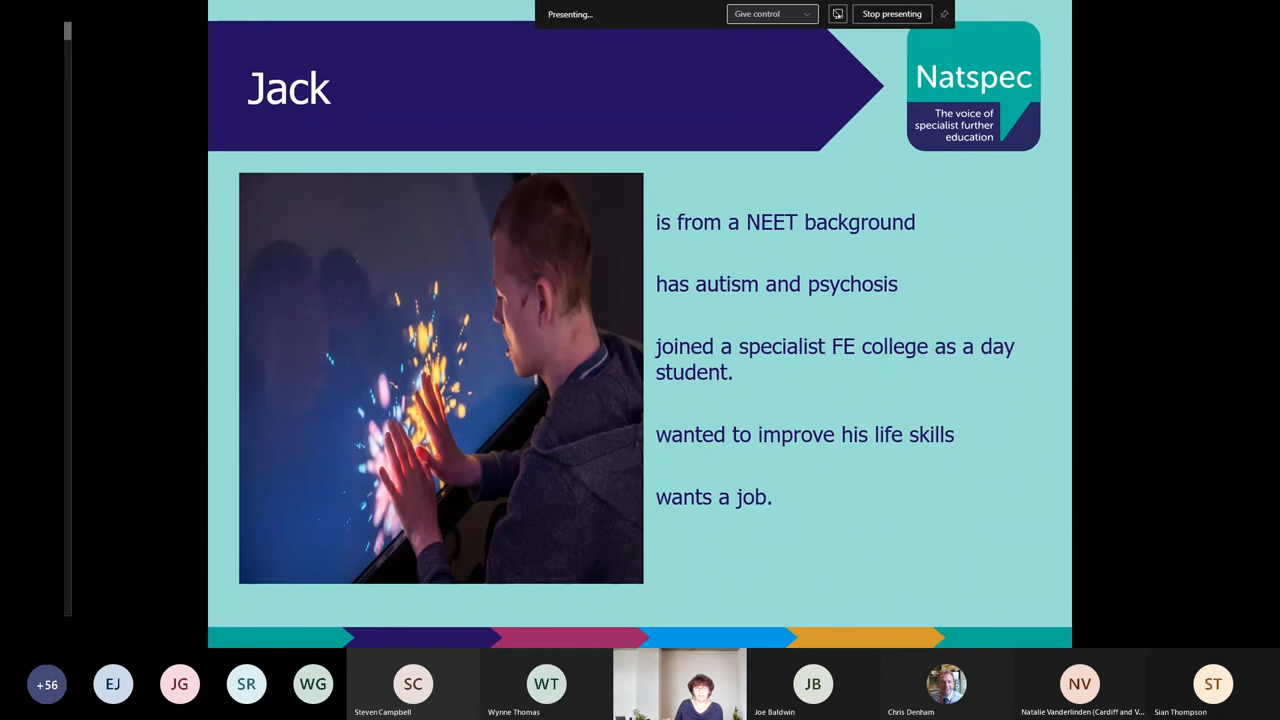 Presenting...
Give control
Stop presenting
Jack
Natspec
The voice of
specialist further
education
is from a NEET background
has autism and psychosis
joined a specialist FE college as a day
student.
wanted to improve his life skills
wants a job.
+56
EJ
JG
SR
WG
SC
WT
JB
NV
ST
Steven Campbell
Wynne Thomas
Joe Baldwin
Chris Denham
Natalie Vanderlinden (Cardiff and V...
Sian Thompson